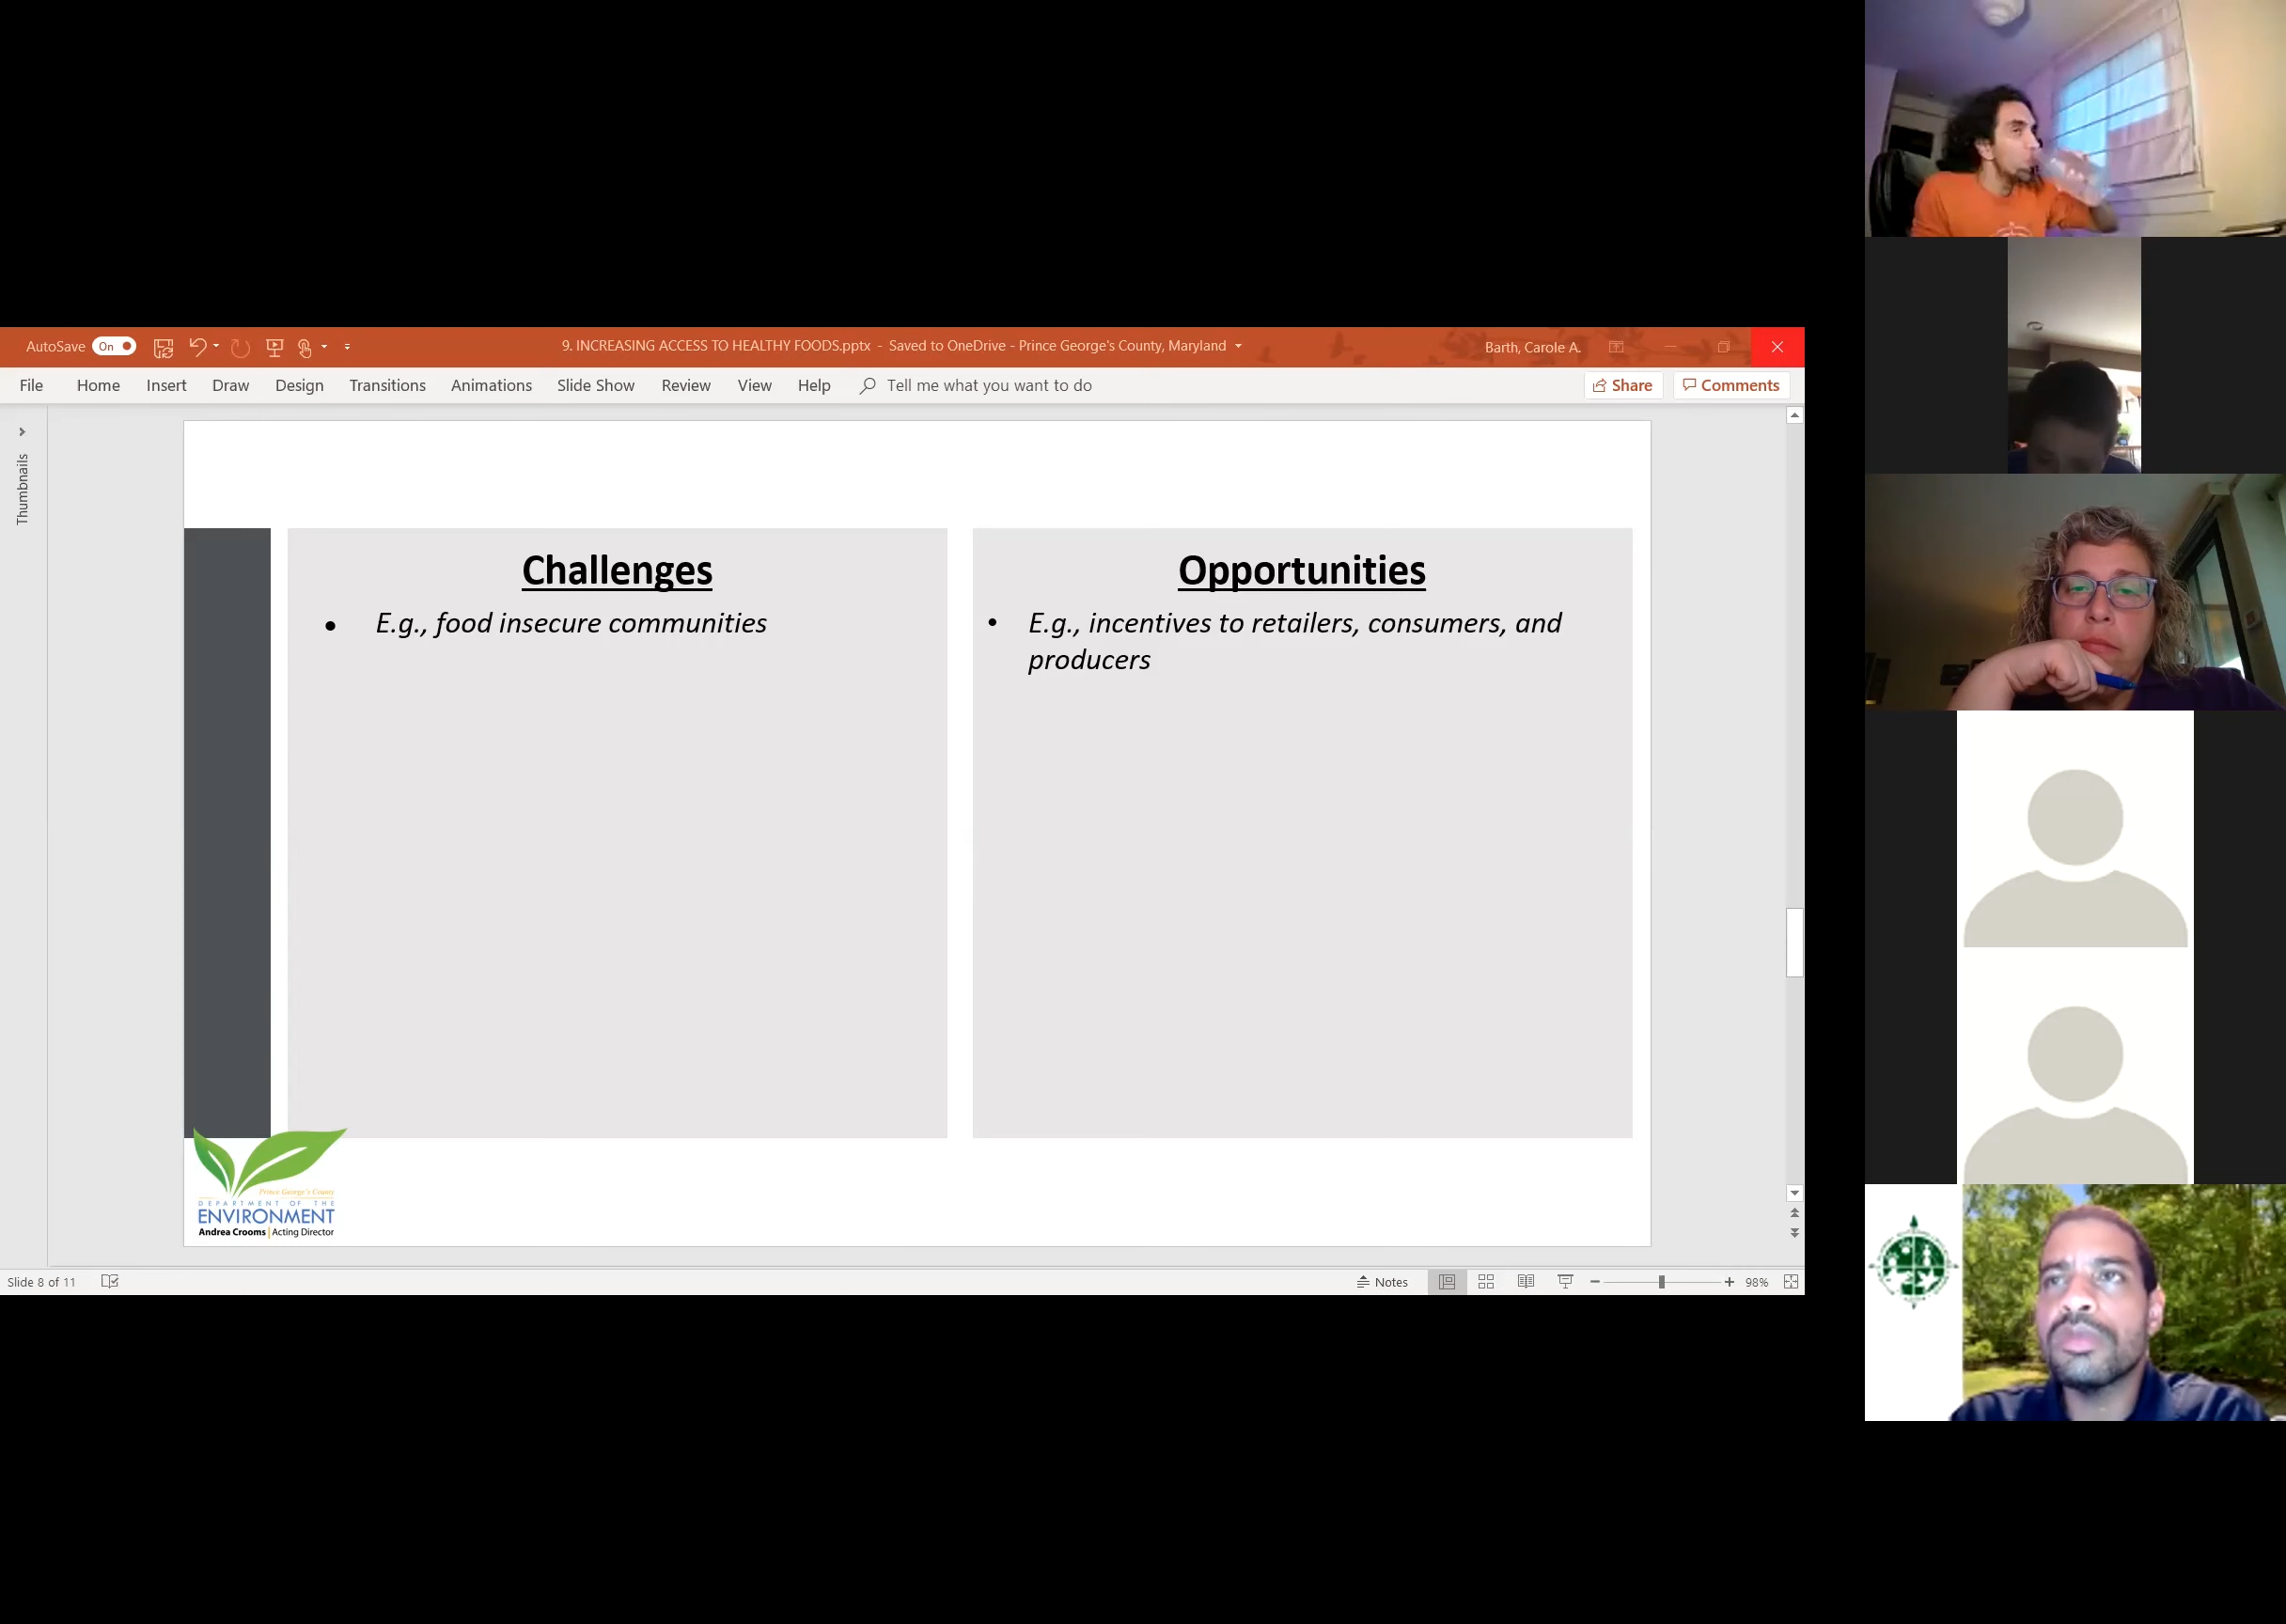 AutoSave On
9. INCREASING ACCESS TO HEALTHY FOODS.pptx - Saved to OneDrive - Prince George's County, Maryland
Barth, Carole A.
File Home Insert Draw Design Transitions Animations Slide Show Review View Help Tell me what you want to do
Share Comments
Thumbnails
Challenges
• E.g., food insecure communities
Opportunities
• E.g., incentives to retailers, consumers, and
producers
Prince George's County
DEPARTMENT OF THE
ENVIRONMENT
Andrea Crooms | Acting Director
Slide 8 of 11
Notes
98%